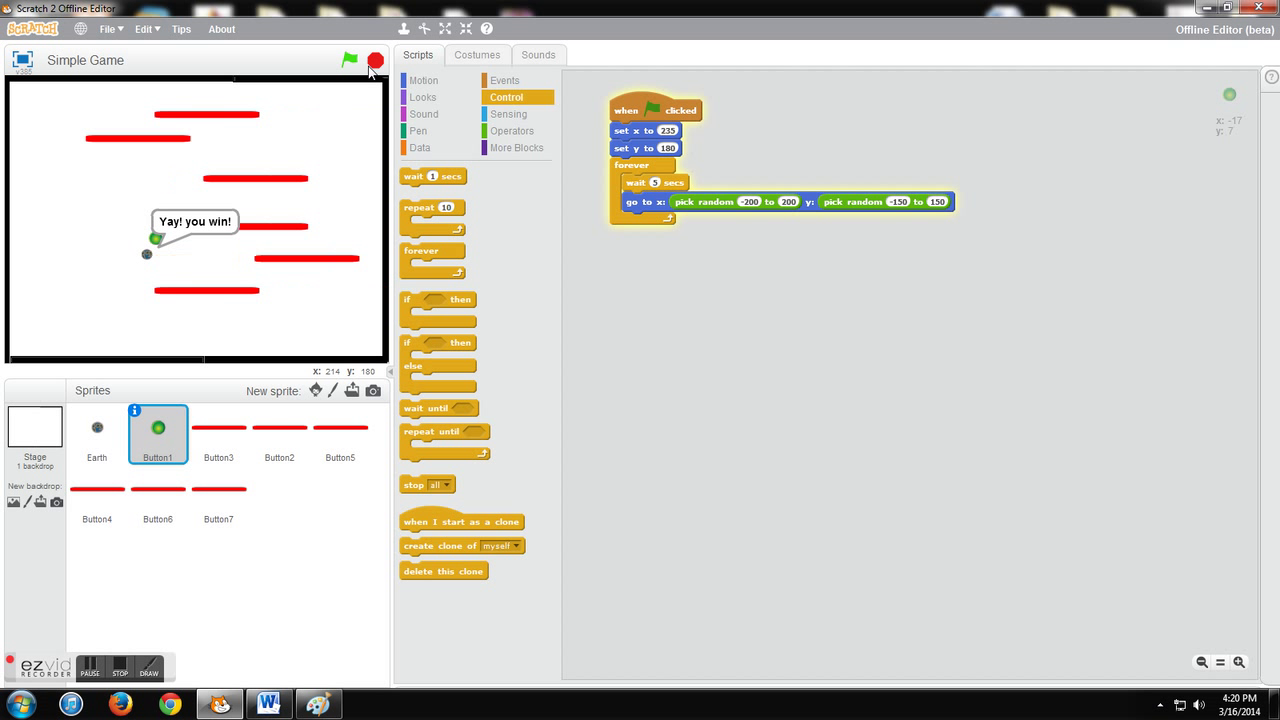 Scratch 2 Offline Editor
SCRATCH File Edit Tips About Offline Editor (beta)
v385 Simple Game
Scripts Costumes Sounds
Motion Events
Looks Control
Sound Sensing
Pen Operators
Data More Blocks
wait 1 secs
repeat 10
forever
if then
if then
else
wait until
repeat until
stop all
when I start as a clone
create clone of myself
delete this clone
when clicked
set x to 235
set y to 180
forever
wait 5 secs
go to x: pick random -200 to 200 y: pick random -150 to 150
x: -17
y: 7
Yay! you win!
x: 214 y: 180
Sprites New sprite:
Stage
1 backdrop
New backdrop:
Earth Button1 Button3 Button2 Button5
Button4 Button6 Button7
ezvid
RECORDER
PAUSE STOP DRAW
4:20 PM
3/16/2014